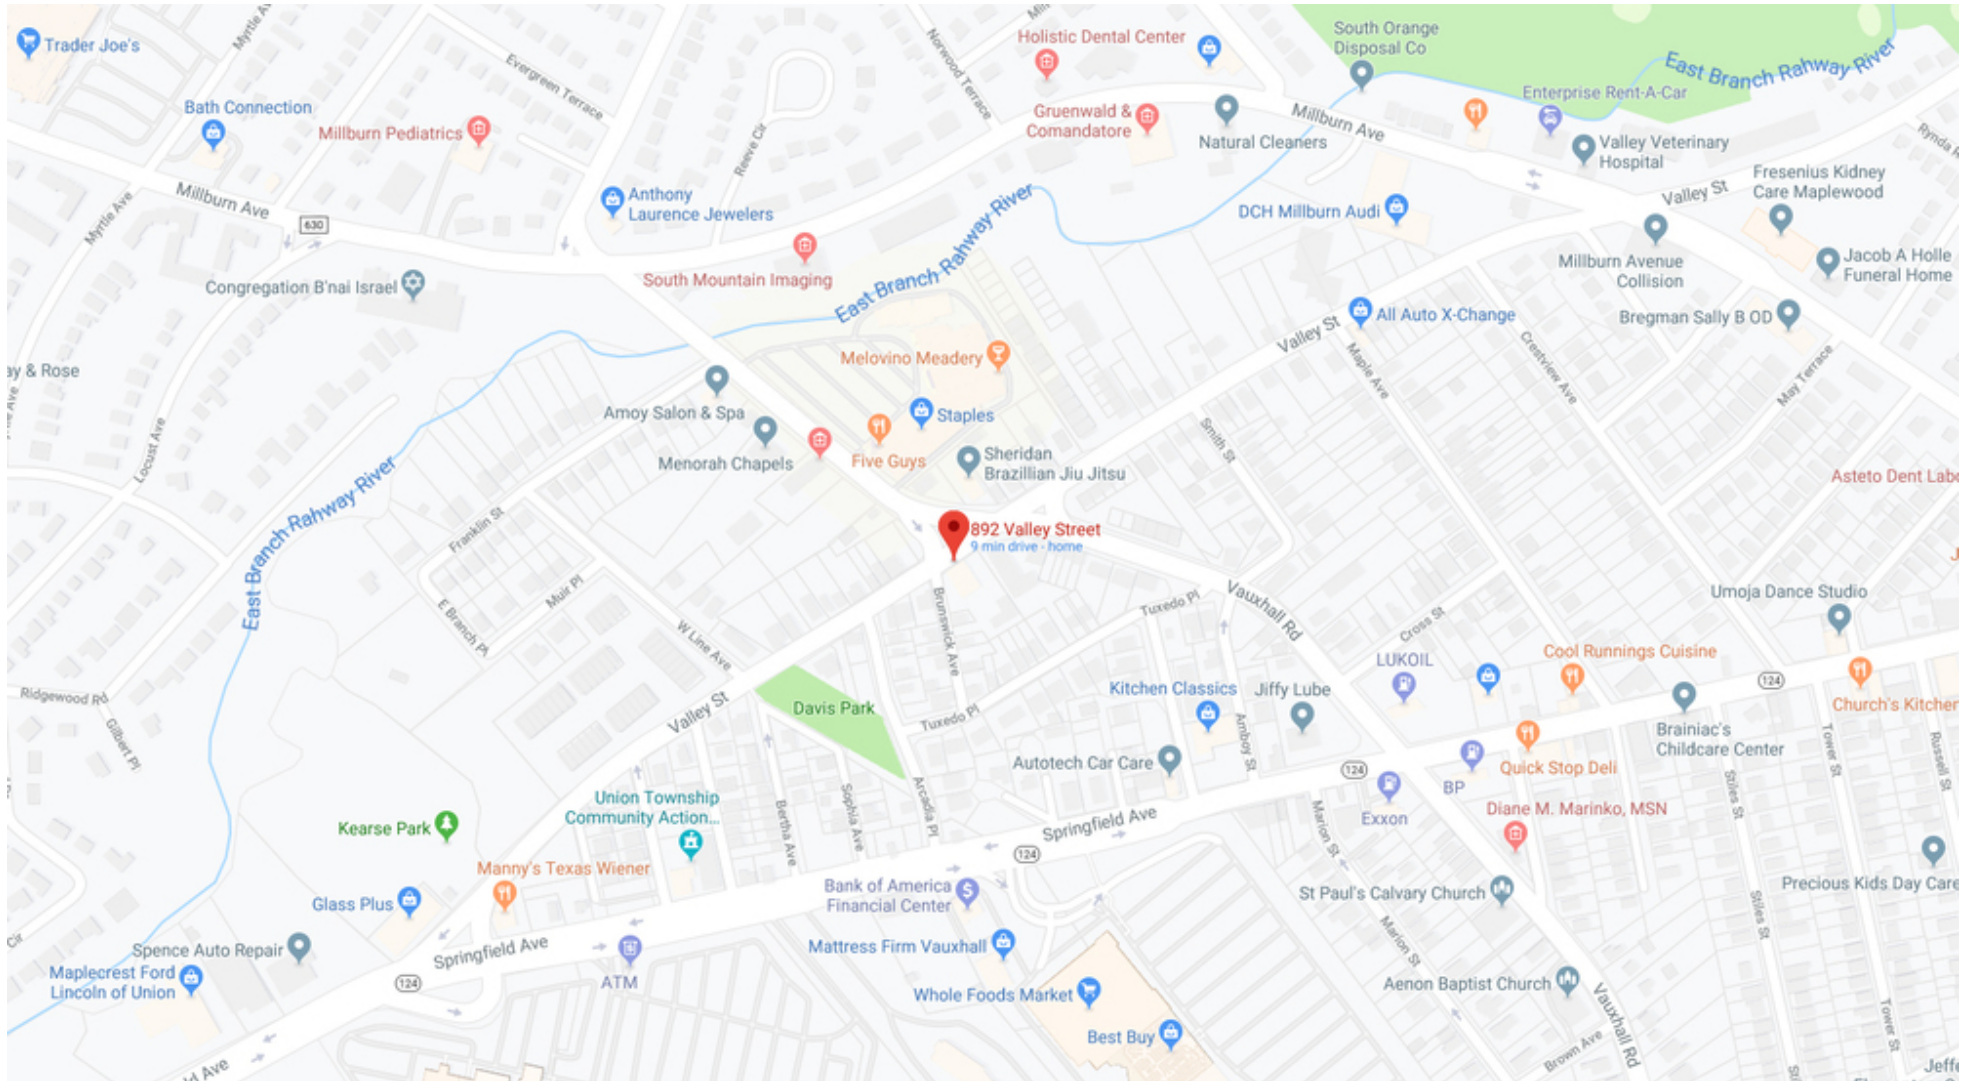 Trader Joe's
Myrtle Ave
Bath Connection
Evergreen Terrace
Millburn Pediatrics
Norwood Terrace
Holistic Dental Center
South Orange
Disposal Co
East Branch Rahway River
Enterprise Rent-A-Car
Gruenwald &
Comandatore
Natural Cleaners
Millburn Ave
Valley Veterinary
Hospital
Reeve Cir
Myrtle Ave
Millburn Ave
630
Anthony
Laurence Jewelers
DCH Millburn Audi
Valley St
Fresenius Kidney
Care Maplewood
Jacob A Holle
Funeral Home
Millburn Avenue
Collision
Congregation B'nai Israel
South Mountain Imaging
East Branch Rahway River
Valley St
All Auto X-Change
Bregman Sally B OD
ay & Rose
Melovino Meadery
Maple Ave
Crestview Ave
May Terrace
Amoy Salon & Spa
Staples
Locust Ave
Menorah Chapels
Five Guys
Sheridan
Brazillian Jiu Jitsu
Smith St
Asteto Dent Labo
East Branch Rahway River
Franklin St
892 Valley Street
9 min drive - home
E Branch Pl
Muir Pl
W Line Ave
Brunswick Ave
Tuxedo Pl
Vauxhall Rd
Cross St
Umoja Dance Studio
LUKOIL
Cool Runnings Cuisine
124
Church's Kitchen
Ridgewood Rd
Gilbert Pl
Valley St
Davis Park
Tuxedo Pl
Kitchen Classics
Jiffy Lube
Amboy St
Brainiac's
Childcare Center
Tower St
Russell St
Autotech Car Care
124
BP
Quick Stop Deli
Stiles St
Union Township
Community Action...
Bertha Ave
Sophia Ave
Arcadia Pl
Springfield Ave
124
Exxon
Marion St
Diane M. Marinko, MSN
Kearse Park
Manny's Texas Wiener
Glass Plus
Bank of America
Financial Center
St Paul's Calvary Church
Precious Kids Day Care
Spence Auto Repair
Springfield Ave
124
Maplecrest Ford
Lincoln of Union
ATM
Mattress Firm Vauxhall
Marion St
Stiles St
Whole Foods Market
Aenon Baptist Church
Best Buy
Vauxhall Rd
Tower St
Brown Ave
Jeffe